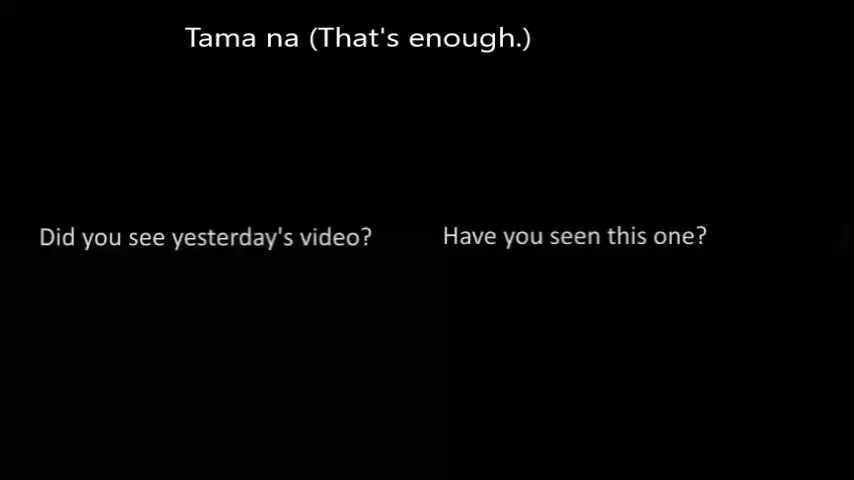 Tama na (That's enough.)
Did you see yesterday's video?
Have you seen this one?